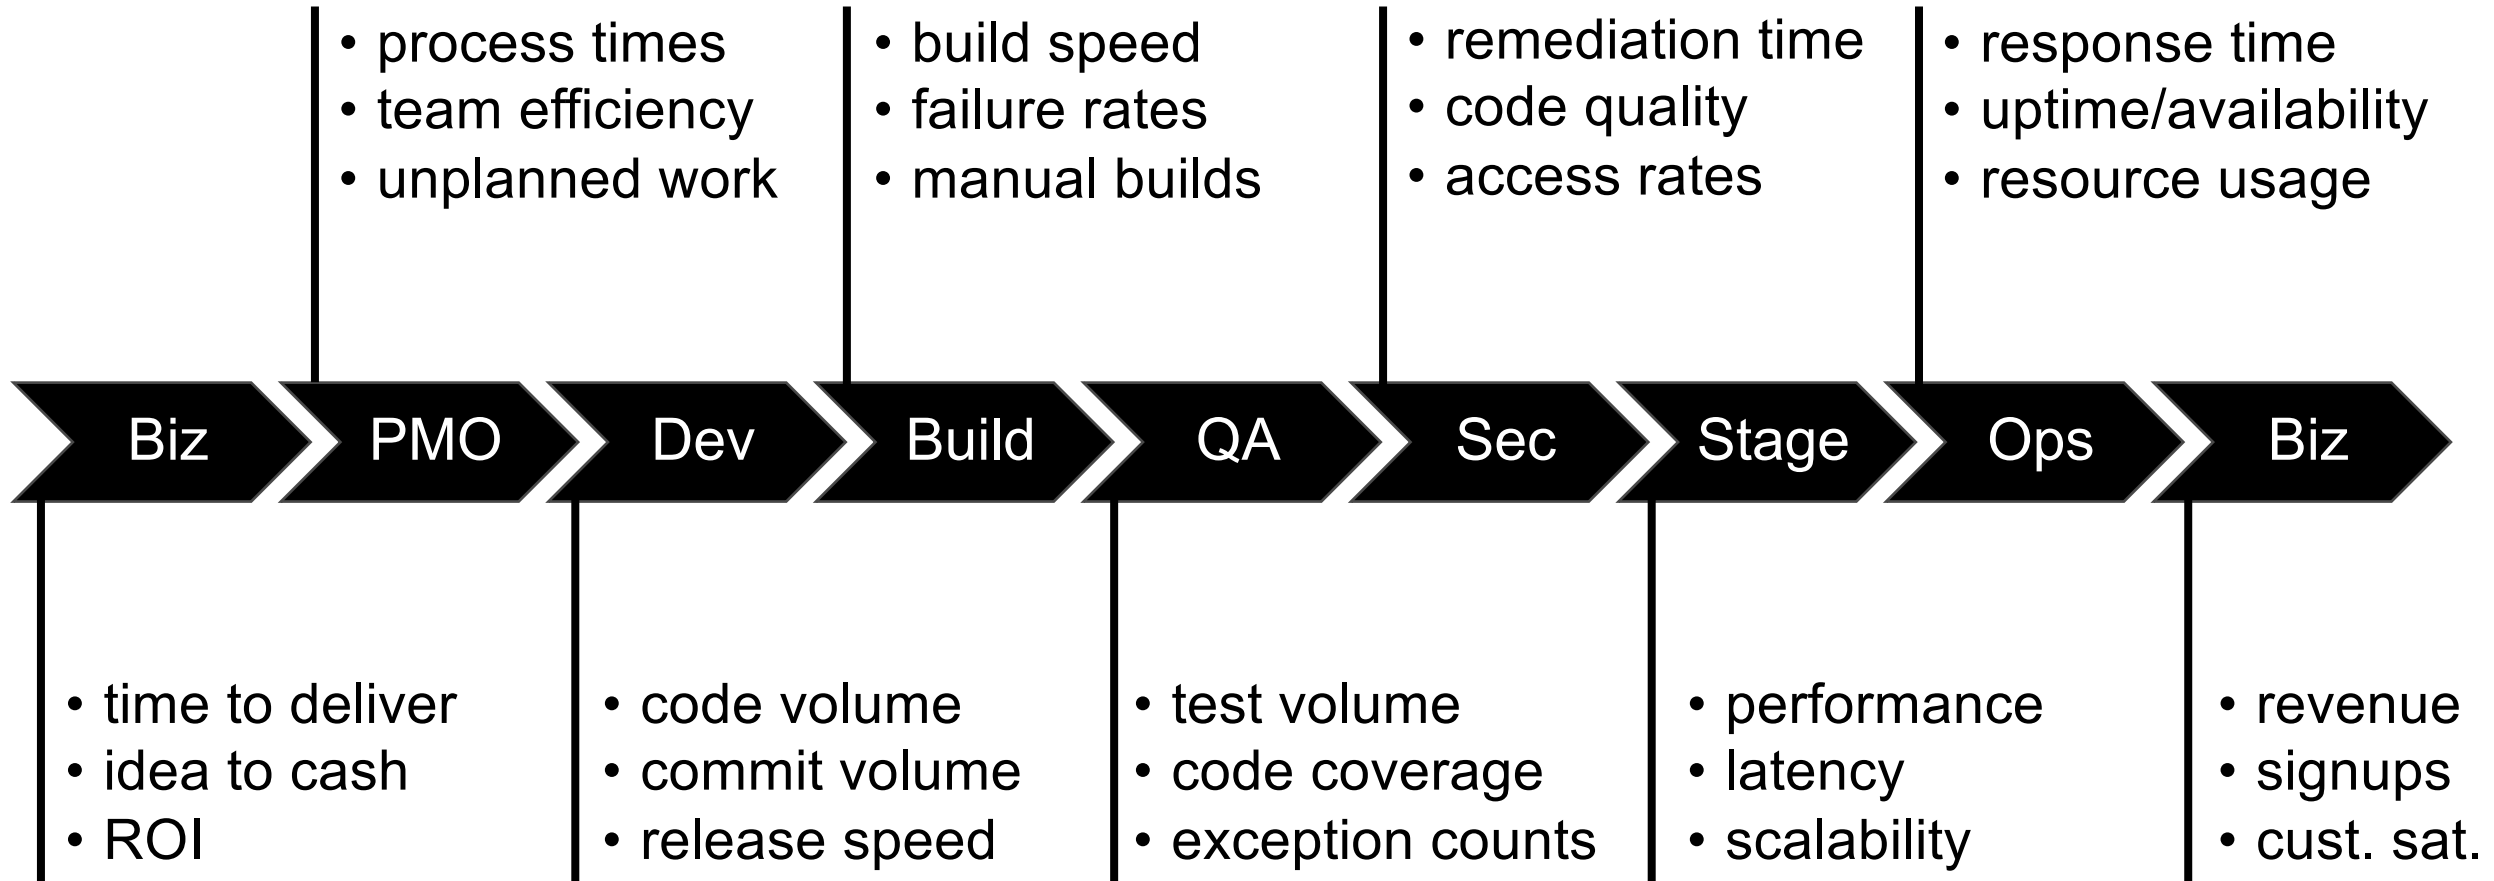 • process times
• team efficiency
• unplanned work
• build speed
• failure rates
• manual builds
• remediation time
• code quality
• access rates
• response time
• uptime/availability
• resource usage
Biz
PMO
Dev
Build
QA
Sec
Stage
Ops
Biz
• time to deliver
• idea to cash
• ROI
• code volume
• commit volume
• release speed
• test volume
• code coverage
• exception counts
• performance
• latency
• scalability
• revenue
• signups
• cust. sat.